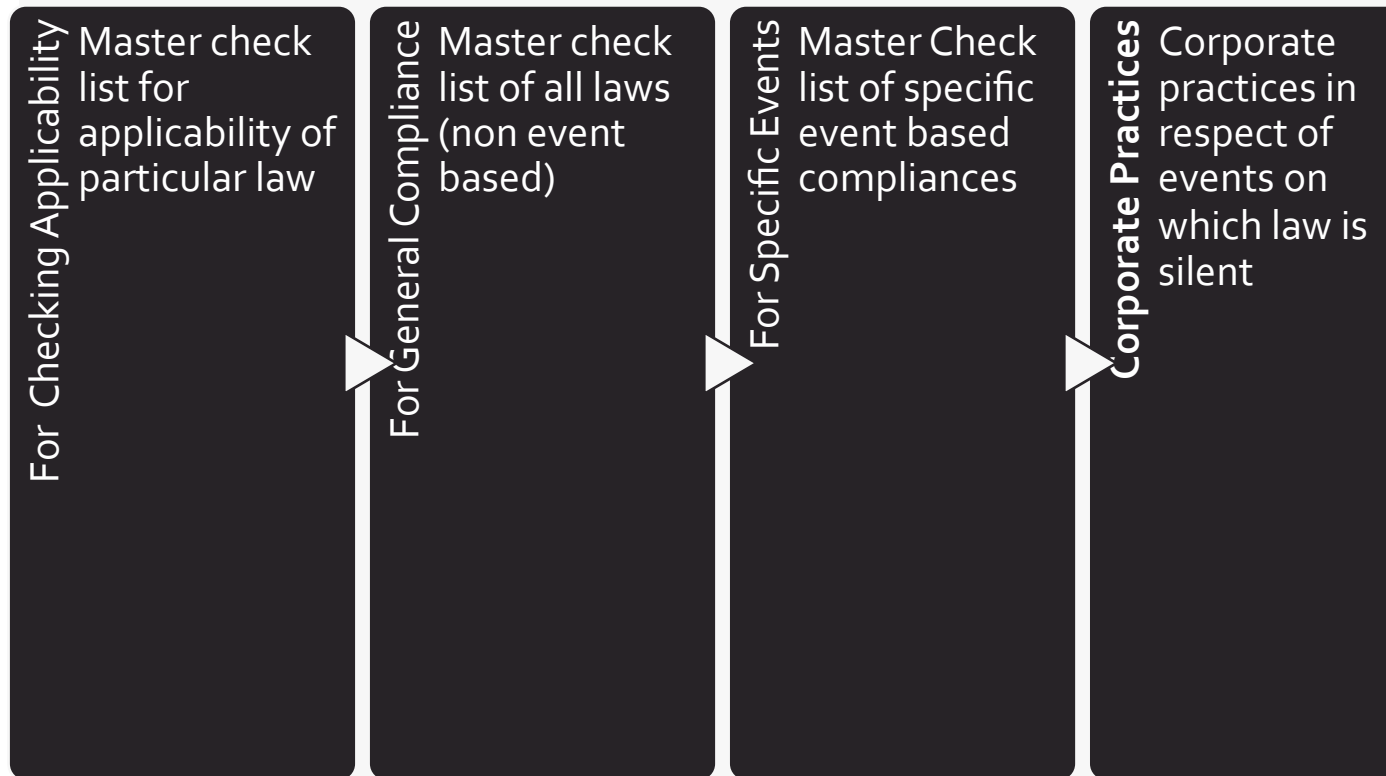 For Checking Applicability
Master check
list for
applicability of
particular law
For General Compliance
Master check
list of all laws
(non event
based)
For Specific Events
Master Check
list of specific
event based
compliances
Corporate Practices
Corporate
practices in
respect of
events on
which law is
silent